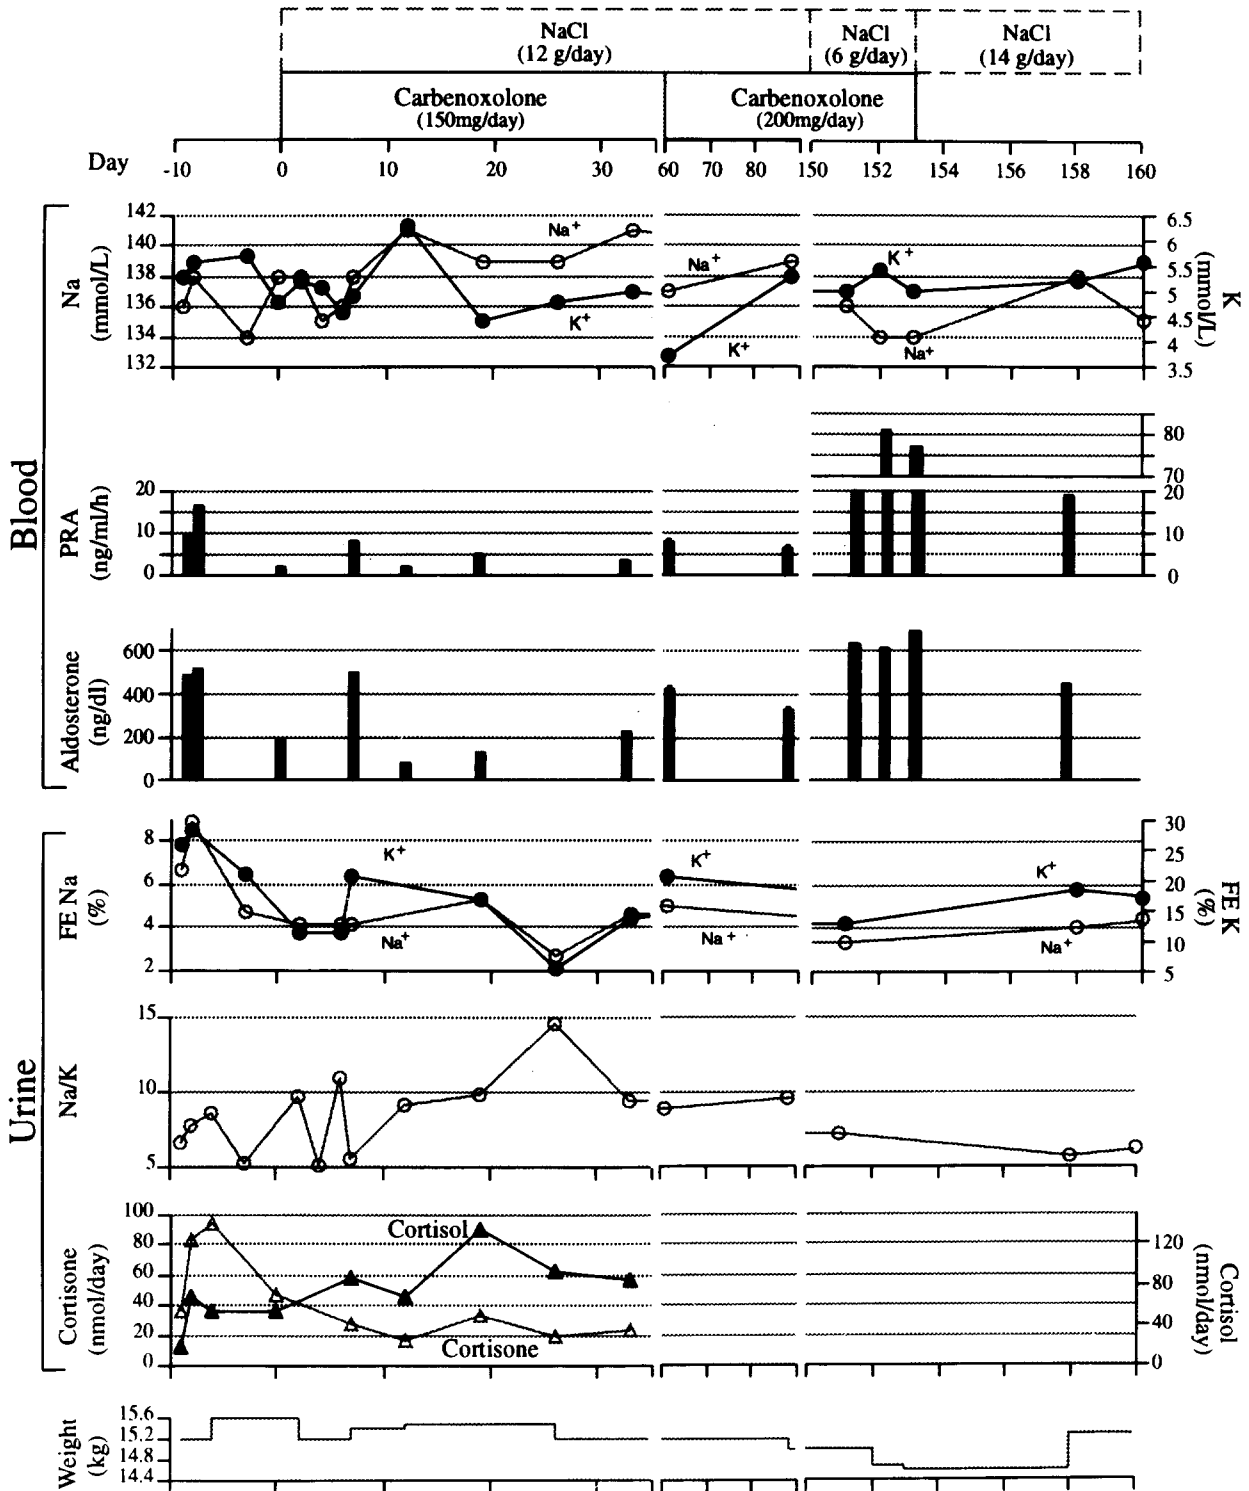 NaCl
(12 g/day)
NaCl
(6 g/day)
NaCl
(14 g/day)
Carbenoxolone
(150mg/day)
Carbenoxolone
(200mg/day)
Day
-10 0 10 20 30 60 70 80 90 150 152 154 156 158 160
Blood
Na
(mmol/L)
142
140
138
136
134
132
Na+
K+
Na+
K+
K+
Na+
6.5
6
5.5
5
4.5
4
3.5
K
(mmol/L)
PRA
(ng/ml/h)
20
10
0
80
70
20
10
0
Aldosterone
(ng/dl)
600
400
200
0
Urine
FE Na
(%)
8
6
4
2
K+
Na+
K+
Na+
K+
Na+
30
25
20
15
10
5
FE K
(%)
Na/K
15
10
5
Cortisone
(nmol/day)
100
80
60
40
20
0
Cortisol
Cortisone
120
80
40
0
Cortisol
(nmol/day)
Weight
(kg)
15.6
15.2
14.8
14.4